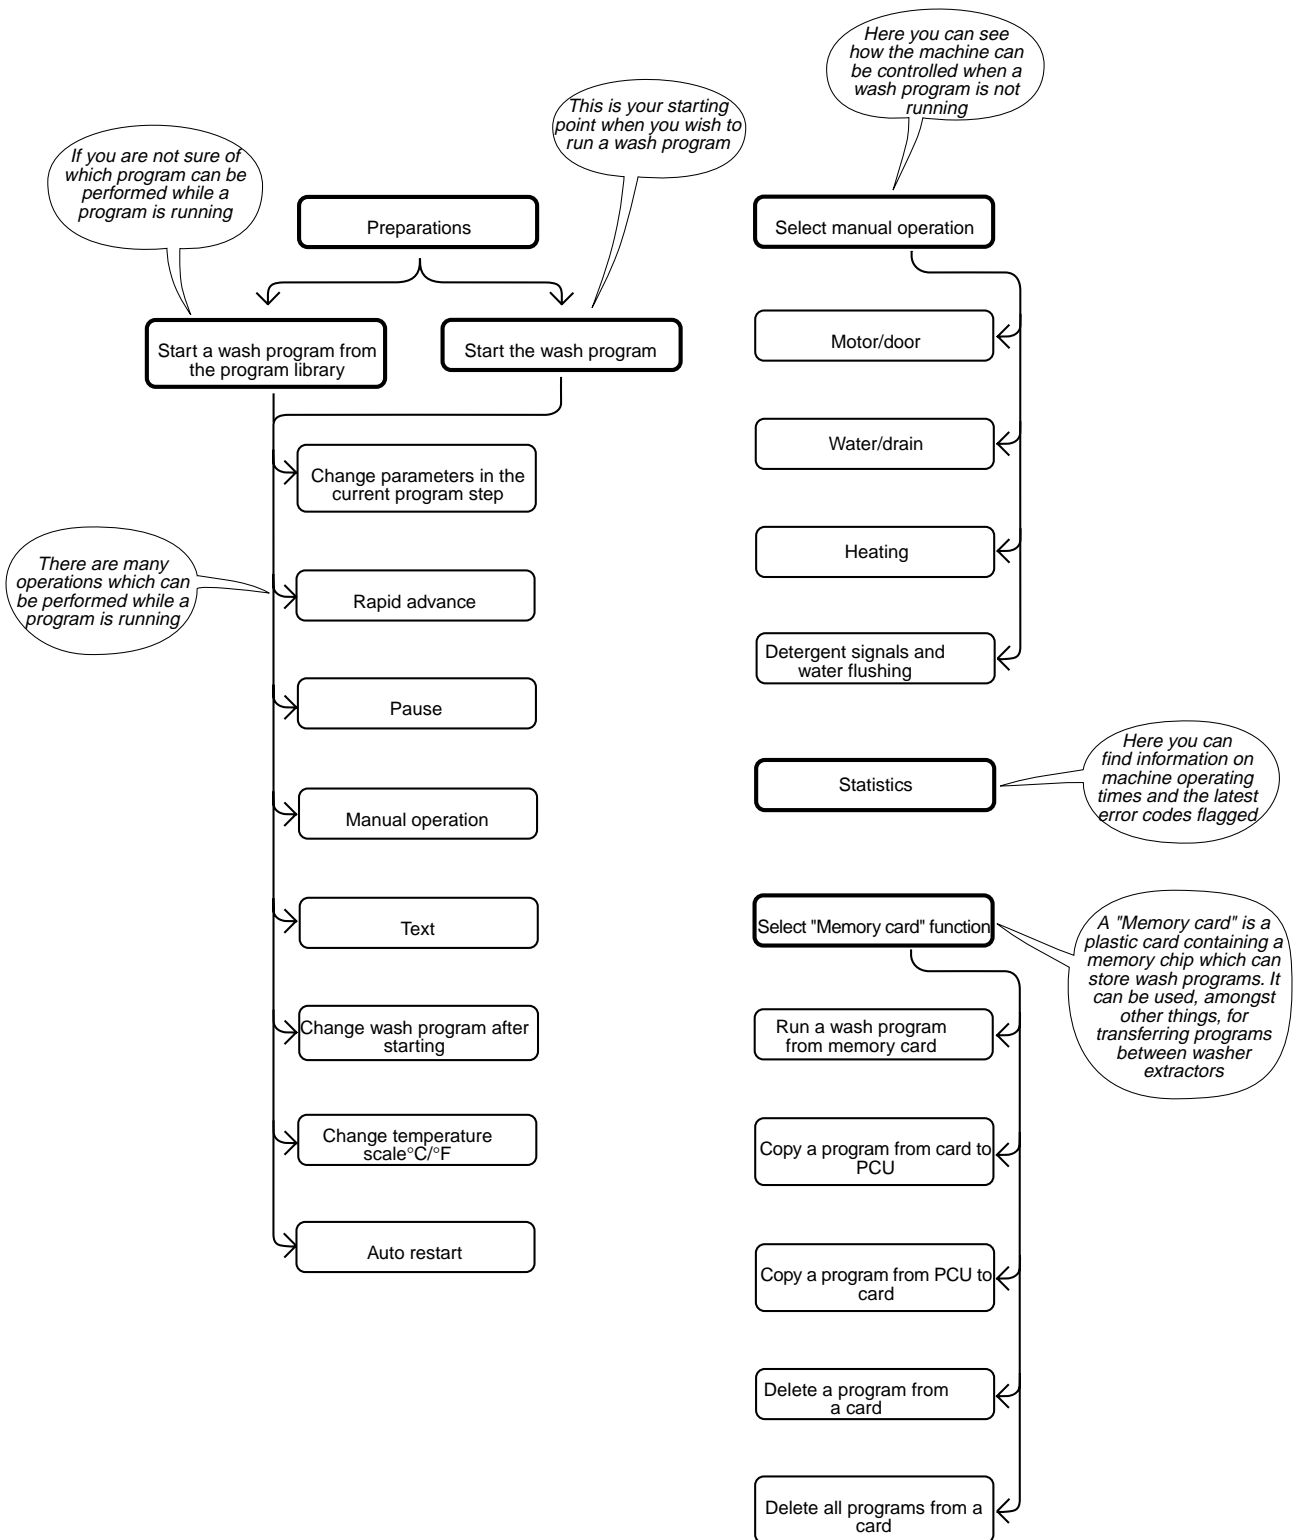 Here you can see
how the machine can
be controlled when a
wash program is not
running
This is your starting
point when you wish to
run a wash program
If you are not sure of
which program can be
performed while a
program is running
Preparations
Select manual operation
Start a wash program from
the program library
Start the wash program
Motor/door
Water/drain
Heating
Detergent signals and
water flushing
Change parameters in the
current program step
There are many
operations which can
be performed while a
program is running
Rapid advance
Pause
Manual operation
Text
Change wash program after
starting
Change temperature
scale°C/°F
Auto restart
Statistics
Here you can
find information on
machine operating
times and the latest
error codes flagged
Select "Memory card" function
A "Memory card" is a
plastic card containing a
memory chip which can
store wash programs. It
can be used, amongst
other things, for
transferring programs
between washer
extractors
Run a wash program
from memory card
Copy a program from card to
PCU
Copy a program from PCU to
card
Delete a program from
a card
Delete all programs from a
card